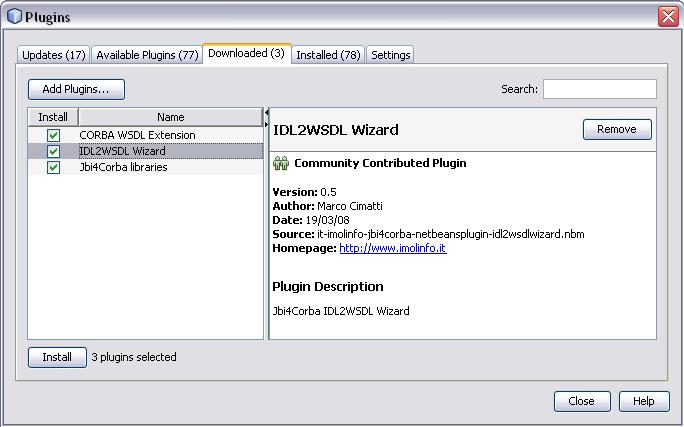 Plugins
Updates (17) Available Plugins (77) Downloaded (3) Installed (78) Settings
Add Plugins... Search:
Install Name
CORBA WSDL Extension
IDL2WSDL Wizard
Jbi4Corba libraries
IDL2WSDL Wizard Remove
Community Contributed Plugin
Version: 0.5
Author: Marco Cimatti
Date: 19/03/08
Source: it-imolinfo-jbi4corba-netbeansplugin-idl2wsdlwizard.nbm
Homepage: http://www.imolinfo.it
Plugin Description
Jbi4Corba IDL2WSDL Wizard
Install 3 plugins selected
Close Help